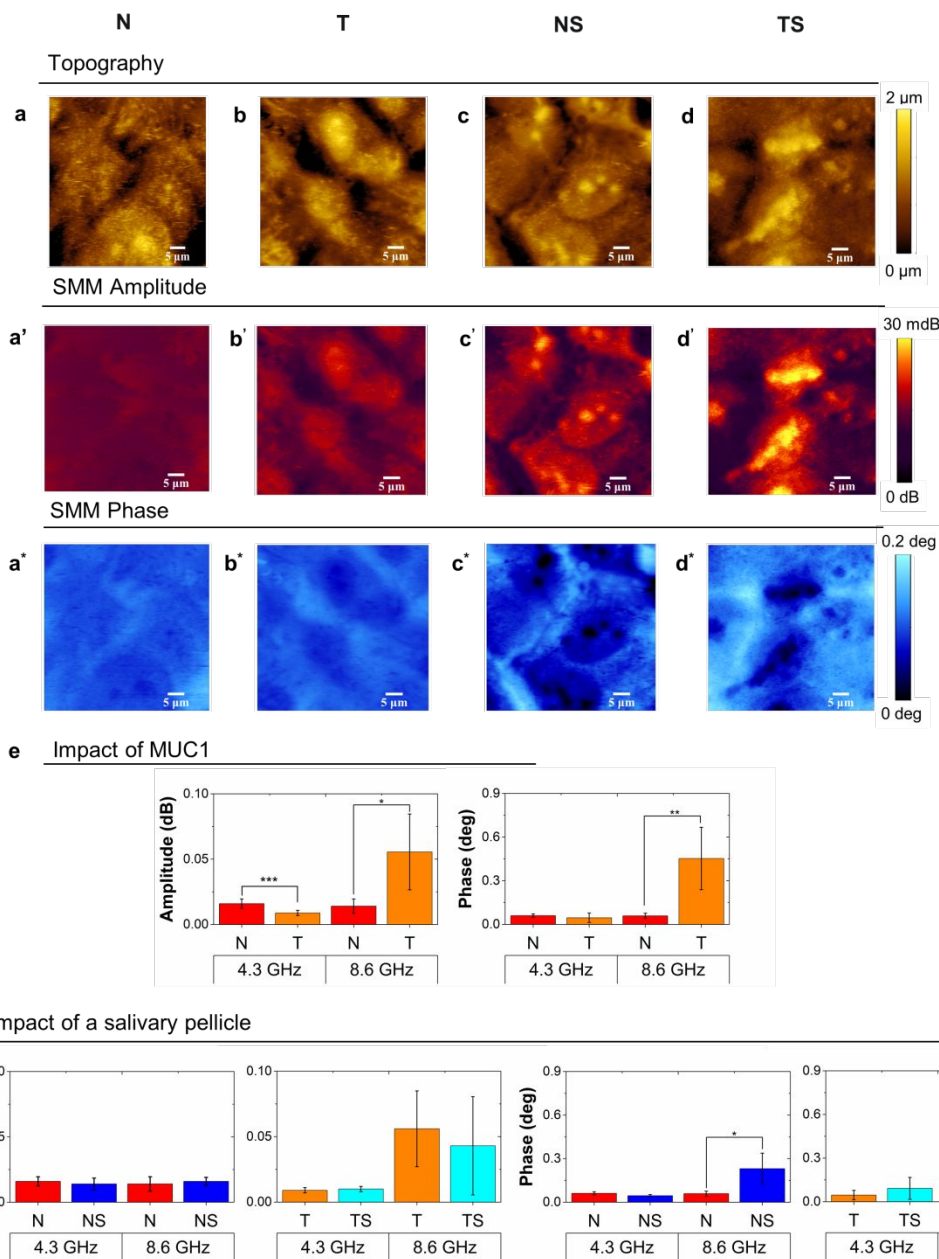 N T NS TS
Topography
a b c d
2 µm
5 µm 5 µm 5 µm 5 µm
0 µm
SMM Amplitude
a' b' c' d'
30 mdB
5 µm 5 µm 5 µm 5 µm
0 dB
SMM Phase
a* b* c* d*
0.2 deg
5 µm 5 µm 5 µm 5 µm
0 deg
e Impact of MUC1
Amplitude (dB)
0.10
0.05
0.00
***
*
N T N T
4.3 GHz 8.6 GHz
Phase (deg)
0.9
0.6
0.3
0.0
**
N T N T
4.3 GHz 8.6 GHz
mpact of a salivary pellicle
N NS N NS
4.3 GHz 8.6 GHz
0.10
0.05
0.00
T TS T TS
4.3 GHz 8.6 GHz
Phase (deg)
0.9
0.6
0.3
0.0
*
N NS N NS
4.3 GHz 8.6 GHz
0.9
0.6
0.3
0.0
T TS
4.3 GHz